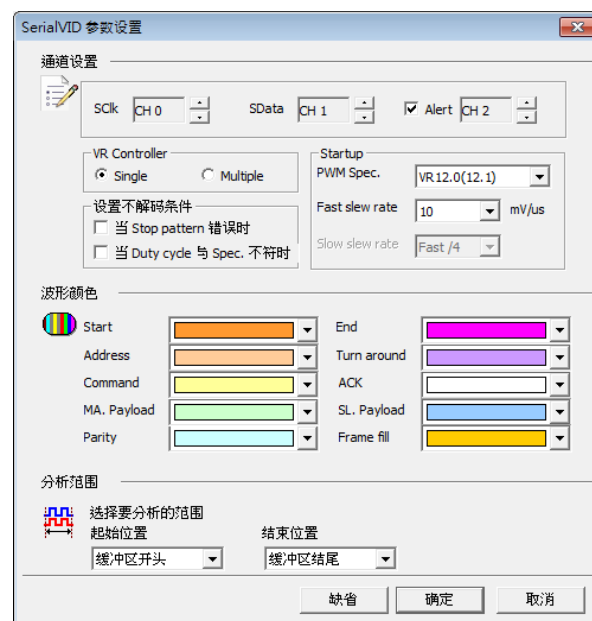 SerialVID 参数设置
通道设置
SClk CH 0 SData CH 1 Alert CH 2
VR Controller
Single Multiple
设置不解码条件
当 Stop pattern 错误时
当 Duty cycle 与 Spec. 不符时
Startup
PWM Spec. VR12.0(12.1)
Fast slew rate 10 mV/us
Slow slew rate Fast /4
波形颜色
Start End
Address Turn around
Command ACK
MA. Payload SL. Payload
Parity Frame fill
分析范围
选择要分析的范围
起始位置 结束位置
缓冲区开头 缓冲区结尾
缺省 确定 取消